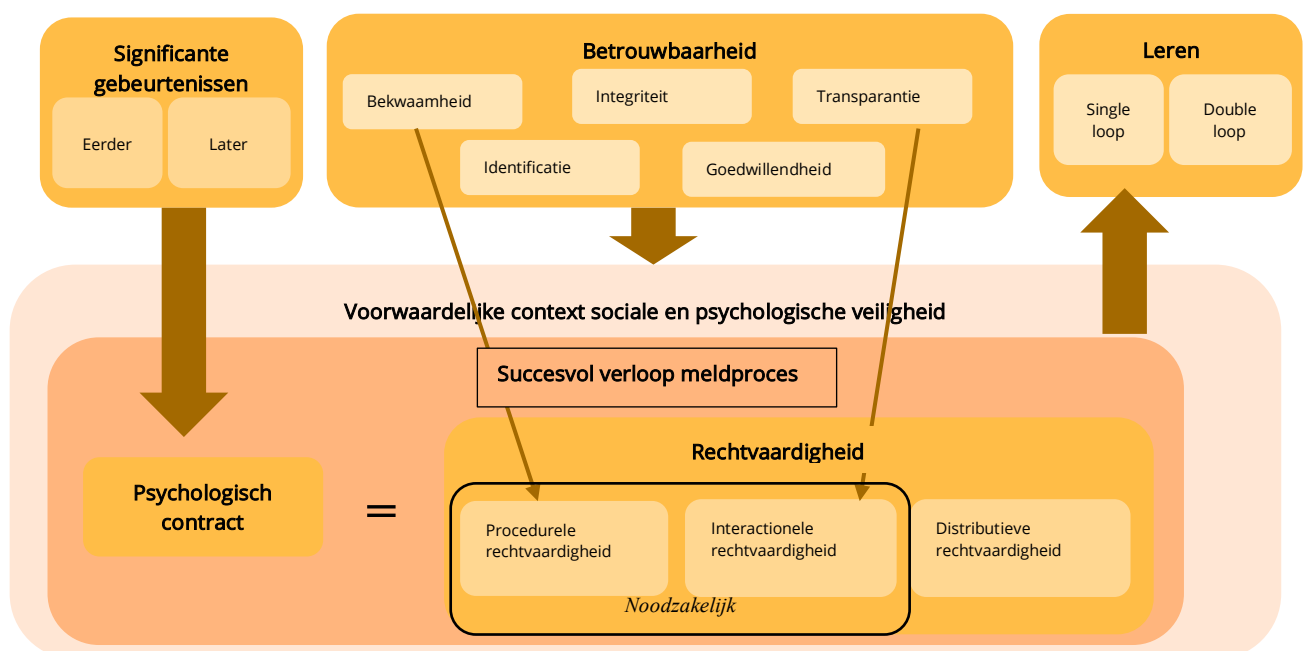 Significante
gebeurtenissen
Eerder
Later
Betrouwbaarheid
Bekwaamheid
Integriteit
Transparantie
Identificatie
Goedwillendheid
Leren
Single
loop
Double
loop
Voorwaardelijke context sociale en psychologische veiligheid
Succesvol verloop meldproces
Psychologisch
contract
=
Rechtvaardigheid
Procedurele
rechtvaardigheid
Interactionele
rechtvaardigheid
Distributieve
rechtvaardigheid
Noodzakelijk